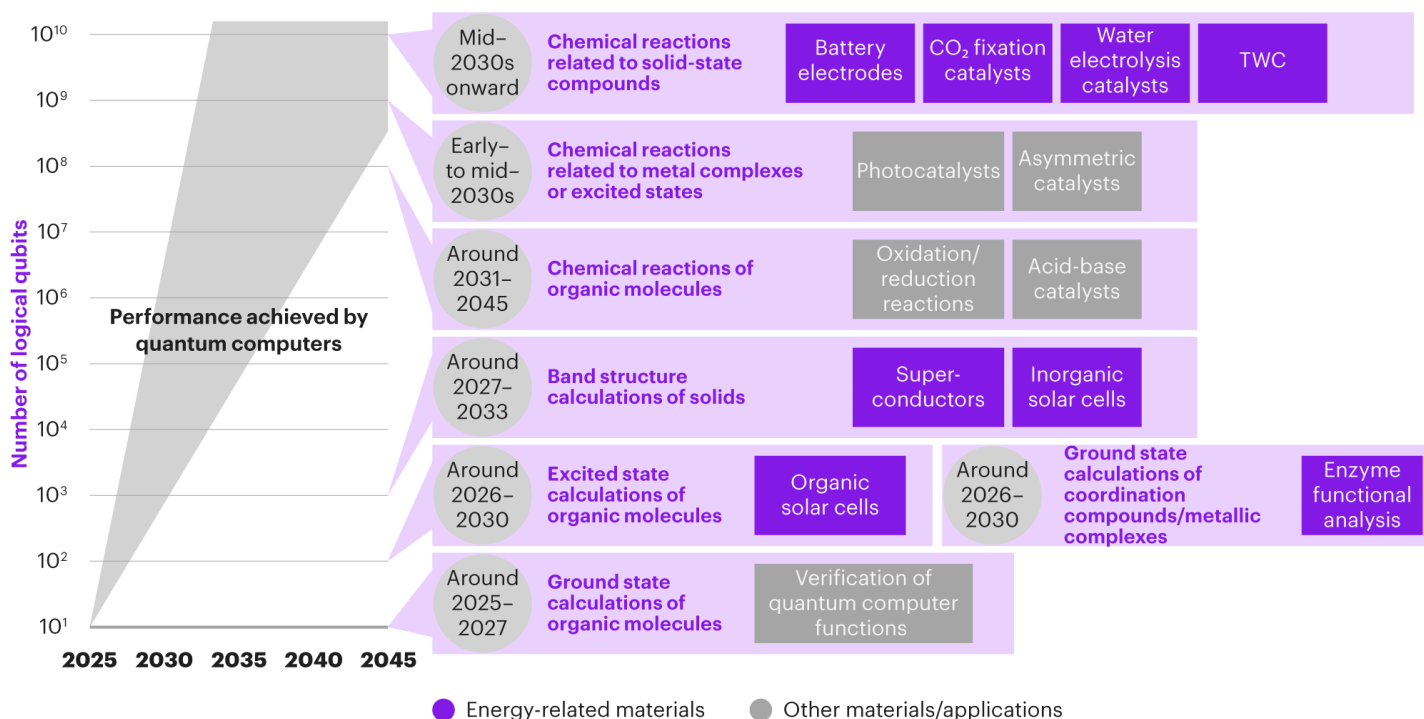 Number of logical qubits
10¹⁰
10⁹
10⁸
10⁷
10⁶
10⁵
10⁴
10³
10²
10¹
2025 2030 2035 2040 2045
Performance achieved by
quantum computers
Mid–
2030s
onward
Chemical reactions
related to solid-state
compounds
Battery
electrodes
CO₂ fixation
catalysts
Water
electrolysis
catalysts
TWC
Early–
to mid–
2030s
Chemical reactions
related to metal complexes
or excited states
Photocatalysts
Asymmetric
catalysts
Around
2031–
2045
Chemical reactions of
organic molecules
Oxidation/
reduction
reactions
Acid-base
catalysts
Around
2027–
2033
Band structure
calculations of solids
Super-
conductors
Inorganic
solar cells
Around
2026–
2030
Excited state
calculations of
organic molecules
Organic
solar cells
Around
2026–
2030
Ground state
calculations of
coordination
compounds/metallic
complexes
Enzyme
functional
analysis
Around
2025–
2027
Ground state
calculations of
organic molecules
Verification of
quantum computer
functions
Energy-related materials
Other materials/applications